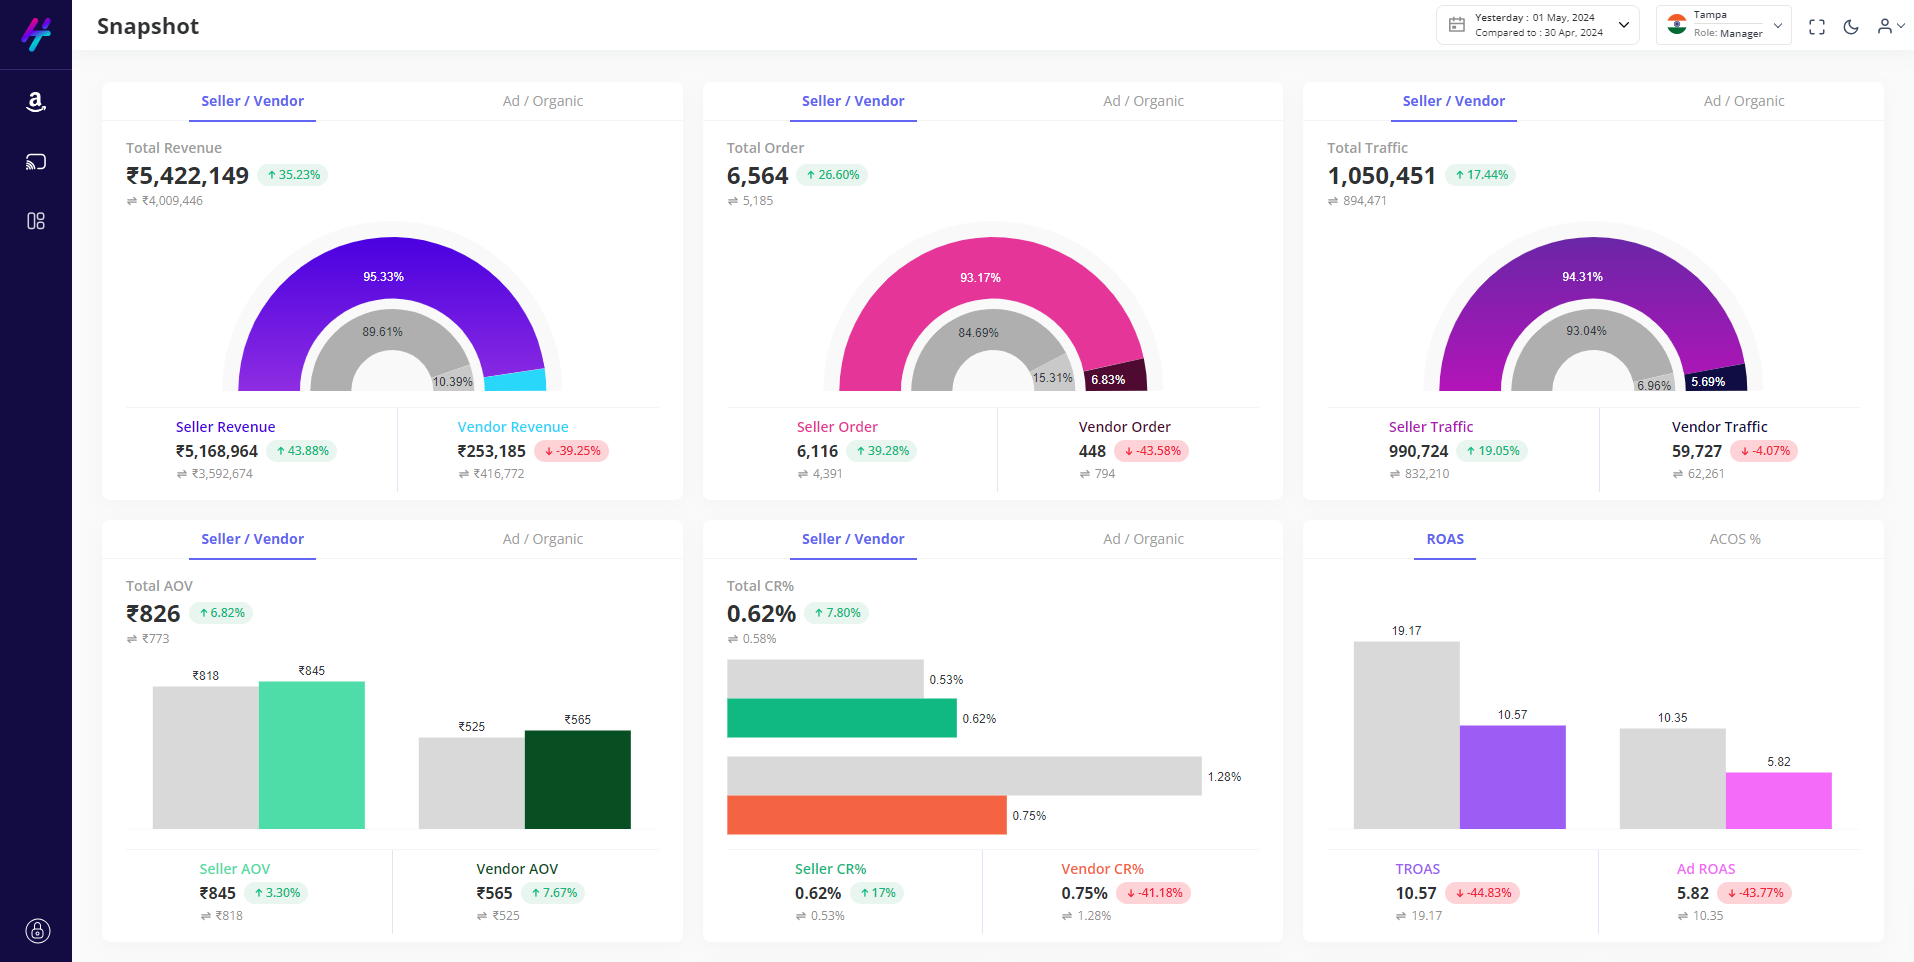 Snapshot
Yesterday : 01 May, 2024
Compared to : 30 Apr, 2024
Tampa
Role: Manager
Seller / Vendor
Ad / Organic
Total Revenue
₹5,422,149
↑ 35.23%
⇌ ₹4,009,446
95.33%
89.61%
10.39%
Seller Revenue
₹5,168,964
↑ 43.88%
⇌ ₹3,592,674
Vendor Revenue
₹253,185
↓ -39.25%
⇌ ₹416,772
Seller / Vendor
Ad / Organic
Total Order
6,564
↑ 26.60%
⇌ 5,185
93.17%
84.69%
15.31%
6.83%
Seller Order
6,116
↑ 39.28%
⇌ 4,391
Vendor Order
448
↓ -43.58%
⇌ 794
Seller / Vendor
Ad / Organic
Total Traffic
1,050,451
↑ 17.44%
⇌ 894,471
94.31%
93.04%
6.96%
5.69%
Seller Traffic
990,724
↑ 19.05%
⇌ 832,210
Vendor Traffic
59,727
↓ -4.07%
⇌ 62,261
Seller / Vendor
Ad / Organic
Total AOV
₹826
↑ 6.82%
⇌ ₹773
₹818
₹845
₹525
₹565
Seller AOV
₹845
↑ 3.30%
⇌ ₹818
Vendor AOV
₹565
↑ 7.67%
⇌ ₹525
Seller / Vendor
Ad / Organic
Total CR%
0.62%
↑ 7.80%
⇌ 0.58%
0.53%
0.62%
1.28%
0.75%
Seller CR%
0.62%
↑ 17%
⇌ 0.53%
Vendor CR%
0.75%
↓ -41.18%
⇌ 1.28%
ROAS
ACOS %
19.17
10.57
10.35
5.82
TROAS
10.57
↓ -44.83%
⇌ 19.17
Ad ROAS
5.82
↓ -43.77%
⇌ 10.35